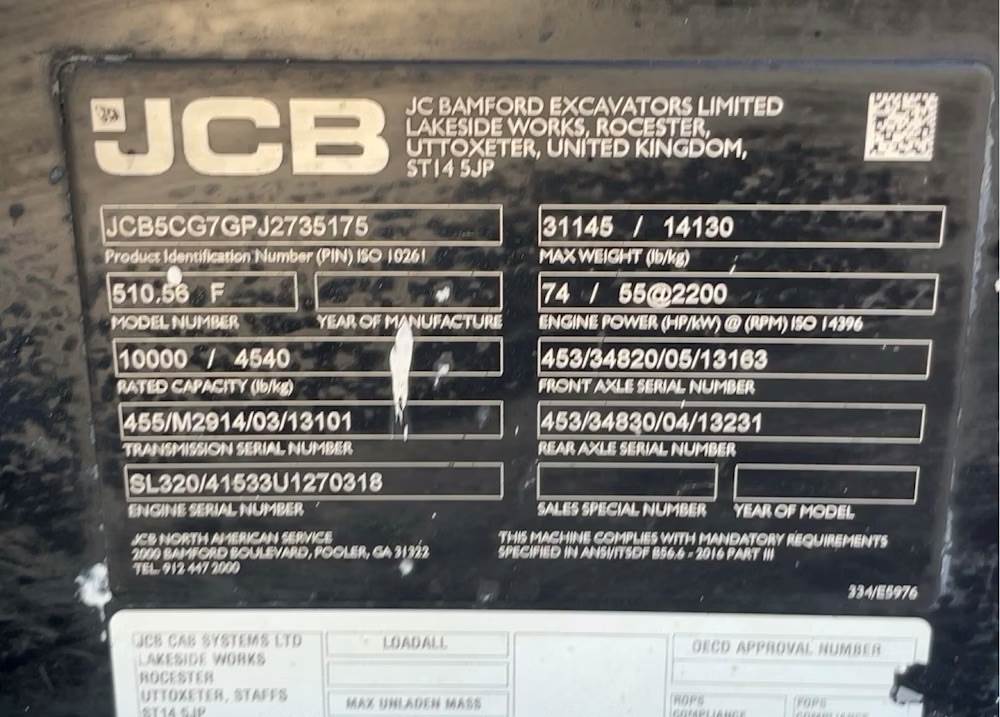 JCB
JC BAMFORD EXCAVATORS LIMITED
LAKESIDE WORKS, ROCESTER,
UTTOXETER, UNITED KINGDOM,
ST14 5JP
JCB5CG7GPJ2735175
Product Identification Number (PIN) ISO 10261
31145 / 14130
MAX WEIGHT (lb/kg)
510.56 F
MODEL NUMBER
YEAR OF MANUFACTURE
74 / 55@2200
ENGINE POWER (HP/kW) @ (RPM) ISO 14396
10000 / 4540
RATED CAPACITY (lb/kg)
453/34820/05/13163
FRONT AXLE SERIAL NUMBER
455/M2914/03/13101
TRANSMISSION SERIAL NUMBER
453/34830/04/13231
REAR AXLE SERIAL NUMBER
SL320/41533U1270318
ENGINE SERIAL NUMBER
SALES SPECIAL NUMBER
YEAR OF MODEL
JCB NORTH AMERICAN SERVICE
2000 BAMFORD BOULEVARD, POOLER, GA 31322
TEL. 912 447 2000
THIS MACHINE COMPLIES WITH MANDATORY REQUIREMENTS
SPECIFIED IN ANSI/ITSDF B56.6 - 2016 PART III
334/E5976
JCB CAB SYSTEMS LTD
LAKESIDE WORKS
ROCESTER
UTTOXETER, STAFFS
ST14 5JP
LOADALL
MAX UNLADEN MASS
OECD APPROVAL NUMBER
ROPS
COMPLIANCE
FOPS
COMPLIANCE